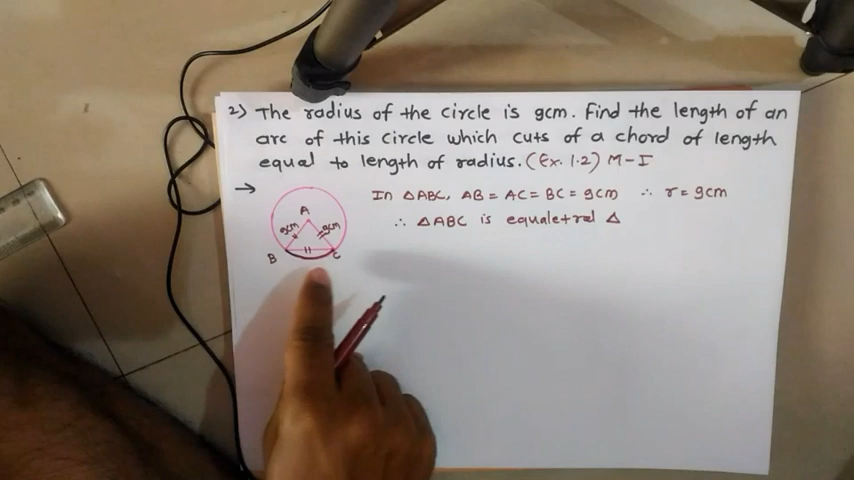 2) The radius of the circle is 9cm. Find the length of an
arc of this circle which cuts of a chord of length
equal to length of radius. (Ex. 1.2) M-I
→ In △ABC, AB = AC = BC = 9cm ∴ r = 9cm
∴ △ABC is equaletral △
A
9cm 9cm
B C